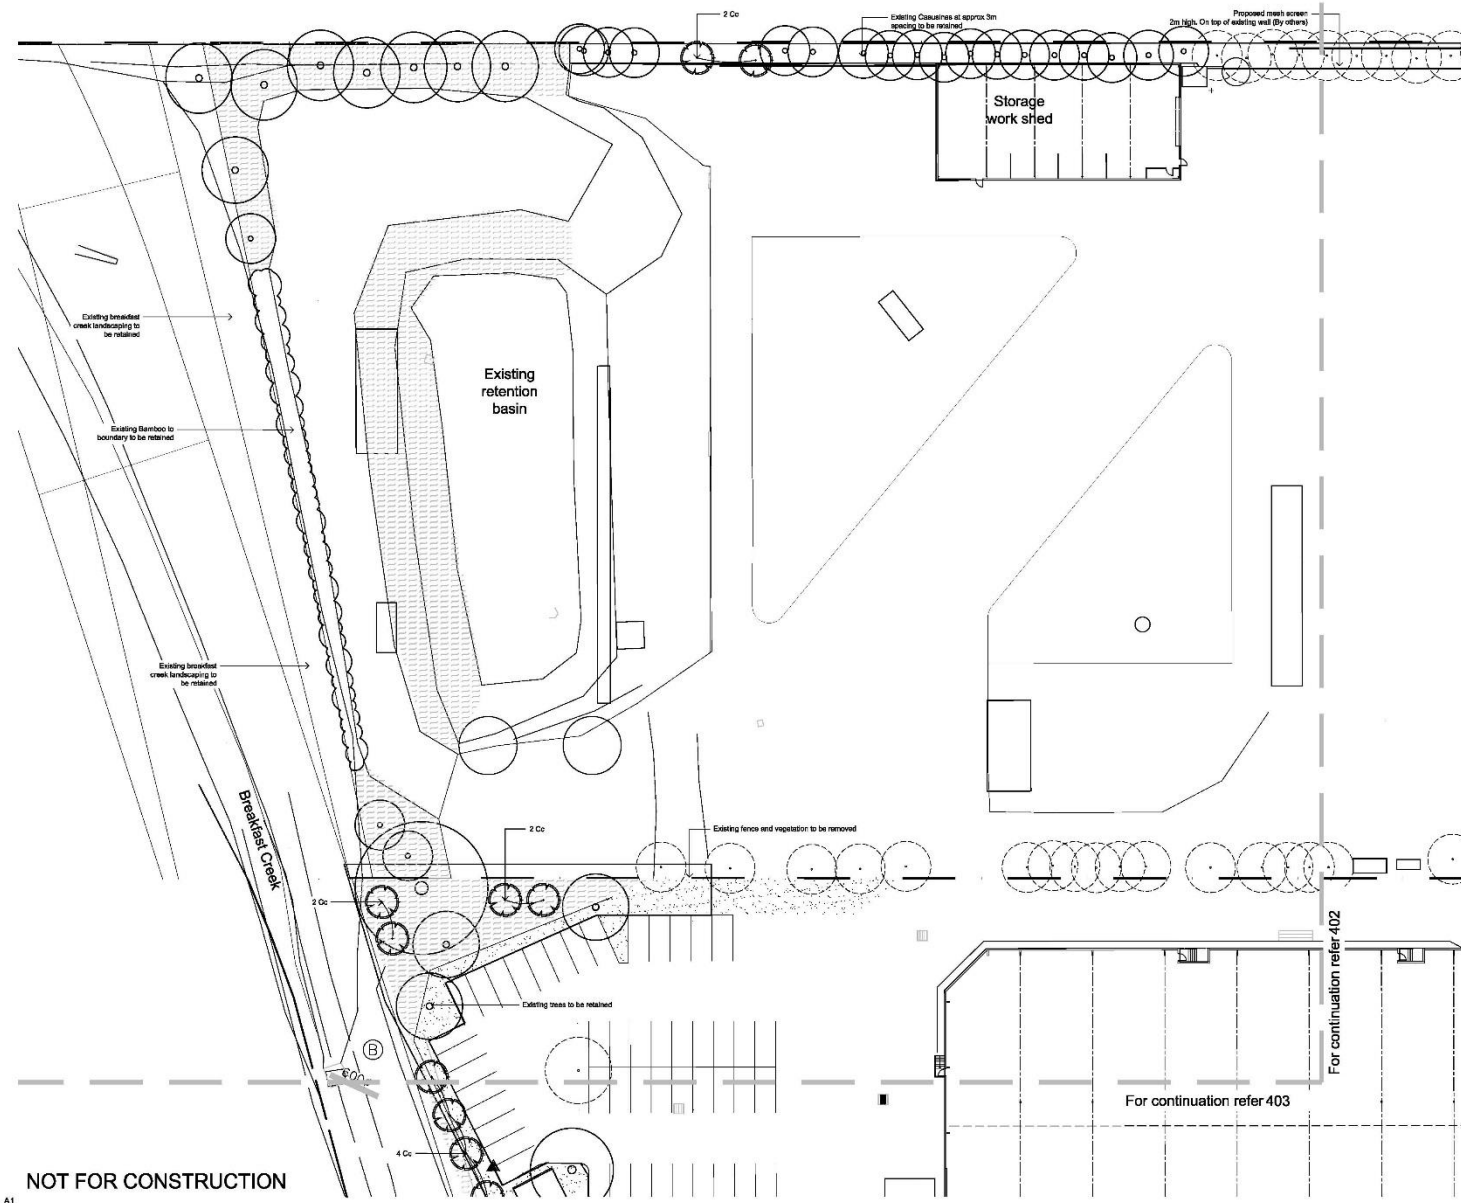 2 Cc
Existing Casuarinas at approx 3m
spacing to be retained
Proposed mesh screen
2m high. On top of existing wall (By others)
Storage
work shed
Existing breakfast
creek landscaping to
be retained
Existing
retention
basin
Existing Bamboo to
boundary to be retained
Existing breakfast
creek landscaping to
be retained
Breakfast Creek
2 Cc
Existing fence and vegetation to be removed
2 Cc
Existing trees to be retained
For continuation refer 402
B
For continuation refer 403
4 Cc
NOT FOR CONSTRUCTION
A1